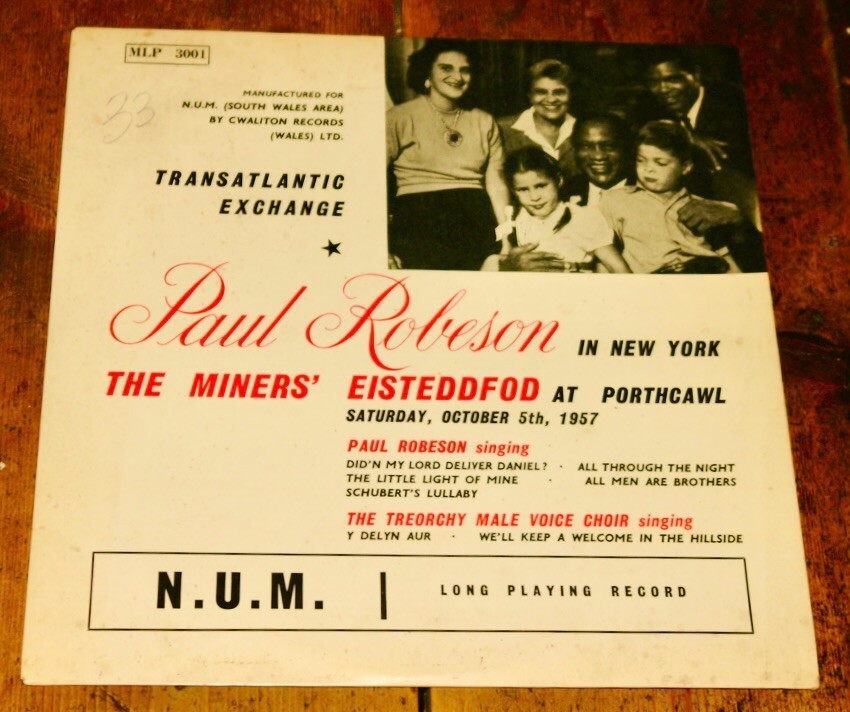 MLP 3001
MANUFACTURED FOR
N.U.M. (SOUTH WALES AREA)
BY CWALITON RECORDS
(WALES) LTD.
33
TRANSATLANTIC
EXCHANGE
Paul Robeson IN NEW YORK
THE MINERS' EISTEDDFOD AT PORTHCAWL
SATURDAY, OCTOBER 5th, 1957
PAUL ROBESON singing
DID'N MY LORD DELIVER DANIEL? · ALL THROUGH THE NIGHT
THE LITTLE LIGHT OF MINE · ALL MEN ARE BROTHERS
SCHUBERT'S LULLABY
THE TREORCHY MALE VOICE CHOIR singing
Y DELYN AUR · WE'LL KEEP A WELCOME IN THE HILLSIDE
N.U.M. | LONG PLAYING RECORD